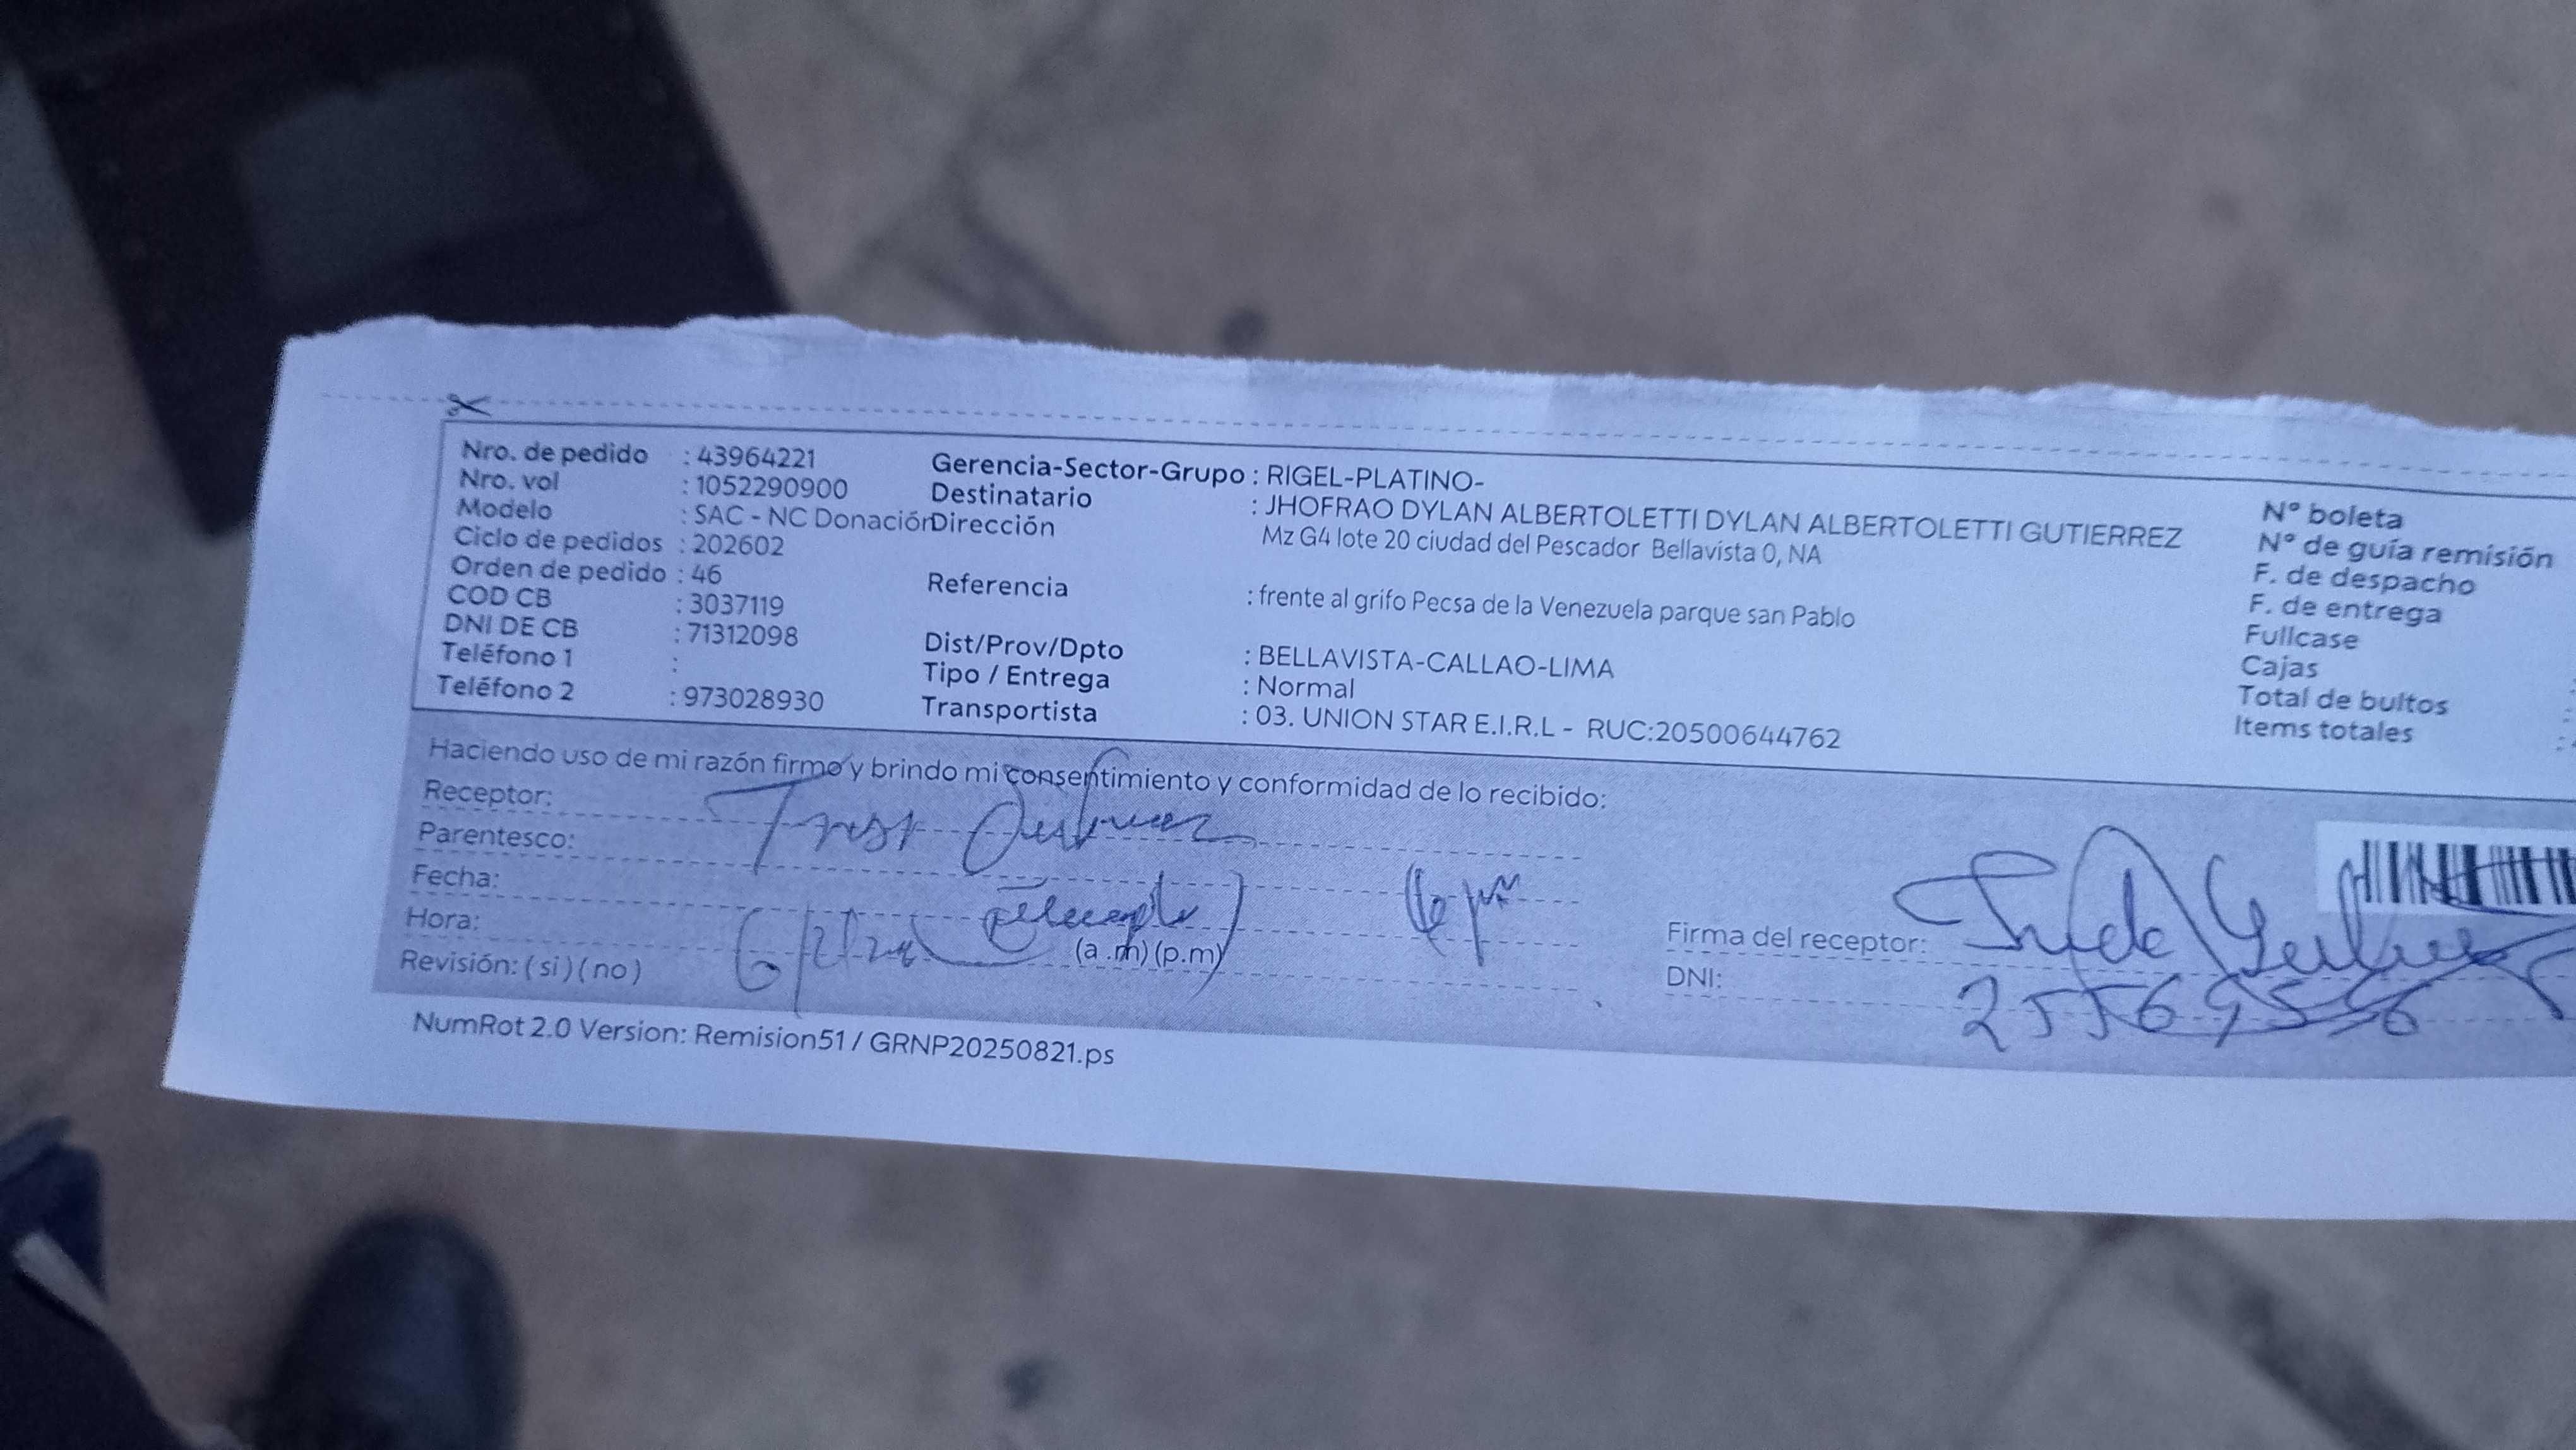 Nro. de pedido : 43964221
Nro. vol : 1052290900
Modelo : SAC - NC Donación
Ciclo de pedidos : 202602
Orden de pedido : 46
COD CB : 3037119
DNI DE CB : 71312098
Teléfono 1 :
Teléfono 2 : 973028930
Gerencia-Sector-Grupo : RIGEL-PLATINO-
Destinatario : JHOFRAO DYLAN ALBERTOLETTI DYLAN ALBERTOLETTI GUTIERREZ
Dirección Mz G4 lote 20 ciudad del Pescador Bellavista 0, NA
Referencia : frente al grifo Pecsa de la Venezuela parque san Pablo
Dist/Prov/Dpto : BELLAVISTA-CALLAO-LIMA
Tipo / Entrega : Normal
Transportista : 03. UNION STAR E.I.R.L - RUC:20500644762
N° boleta
N° de guía remisión
F. de despacho
F. de entrega
Fullcase
Cajas
Total de bultos
Items totales
Haciendo uso de mi razón firmo y brindo mi consentimiento y conformidad de lo recibido:
Receptor:
Parentesco:
Fecha:
Hora: (a.m) (p.m)
Revisión: ( si ) ( no )
Firma del receptor:
DNI:
NumRot 2.0 Version: Remision51 / GRNP20250821.ps